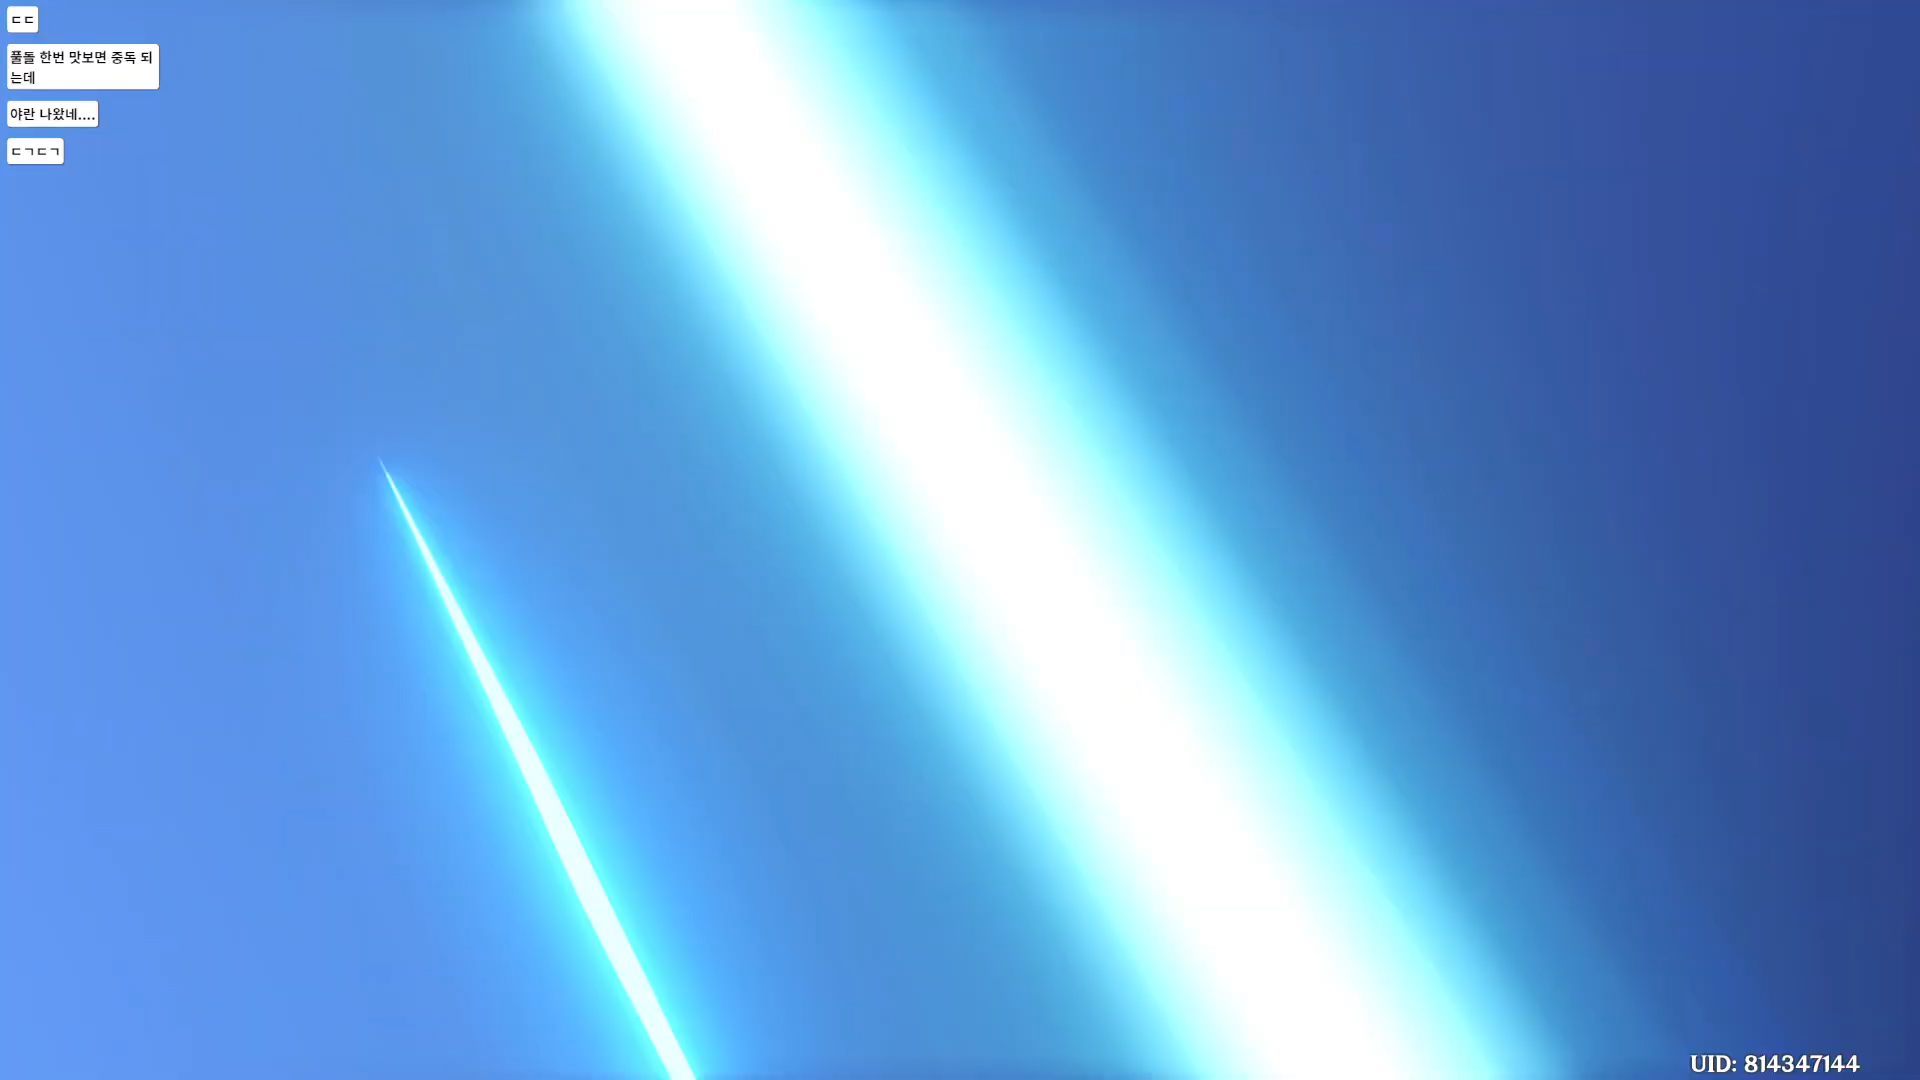 ㄷㄷ
풀돌 한번 맛보면 중독 되
는데
야란 나왔네....
ㄷㄱㄷㄱ
UID: 814347144